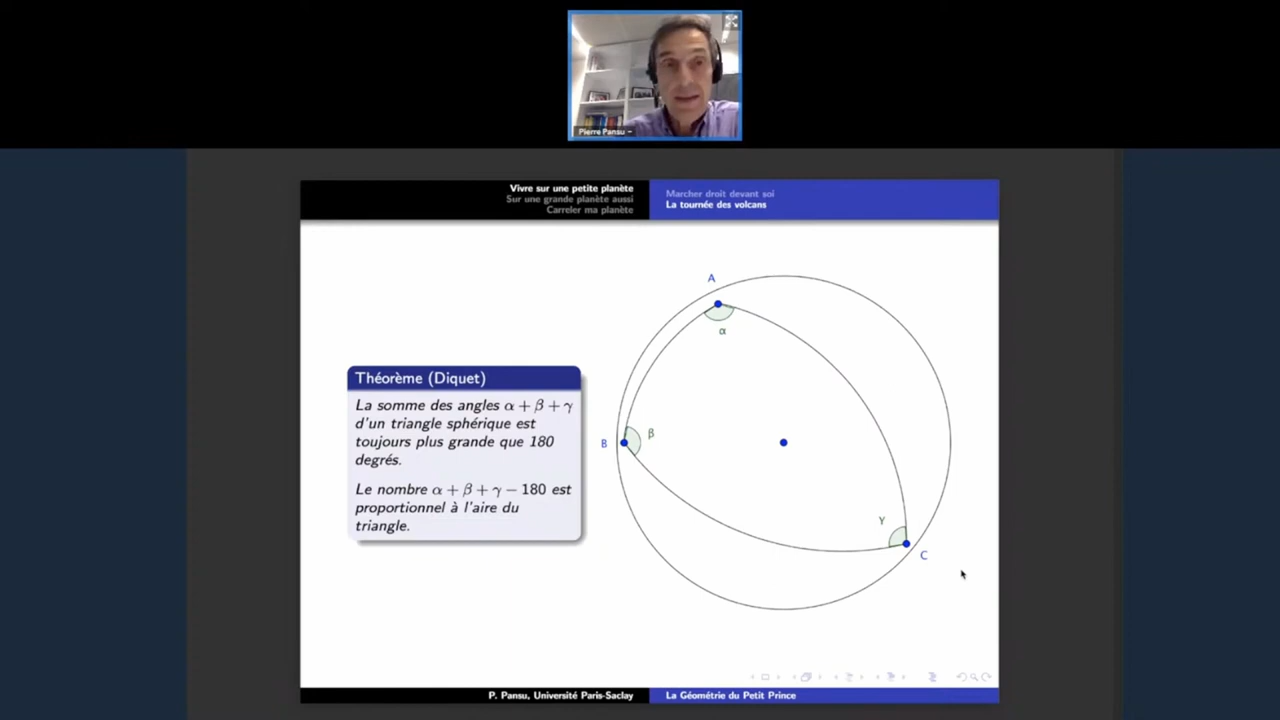 Pierre Pansu
Vivre sur une petite planète
Sur une grande planète aussi
Carreler ma planète
Marcher droit devant soi
La tournée des volcans
Théorème (Diquet)
La somme des angles α + β + γ
d'un triangle sphérique est
toujours plus grande que 180
degrés.
Le nombre α + β + γ − 180 est
proportionnel à l'aire du
triangle.
A
α
B
β
γ
C
P. Pansu, Université Paris-Saclay
La Géométrie du Petit Prince